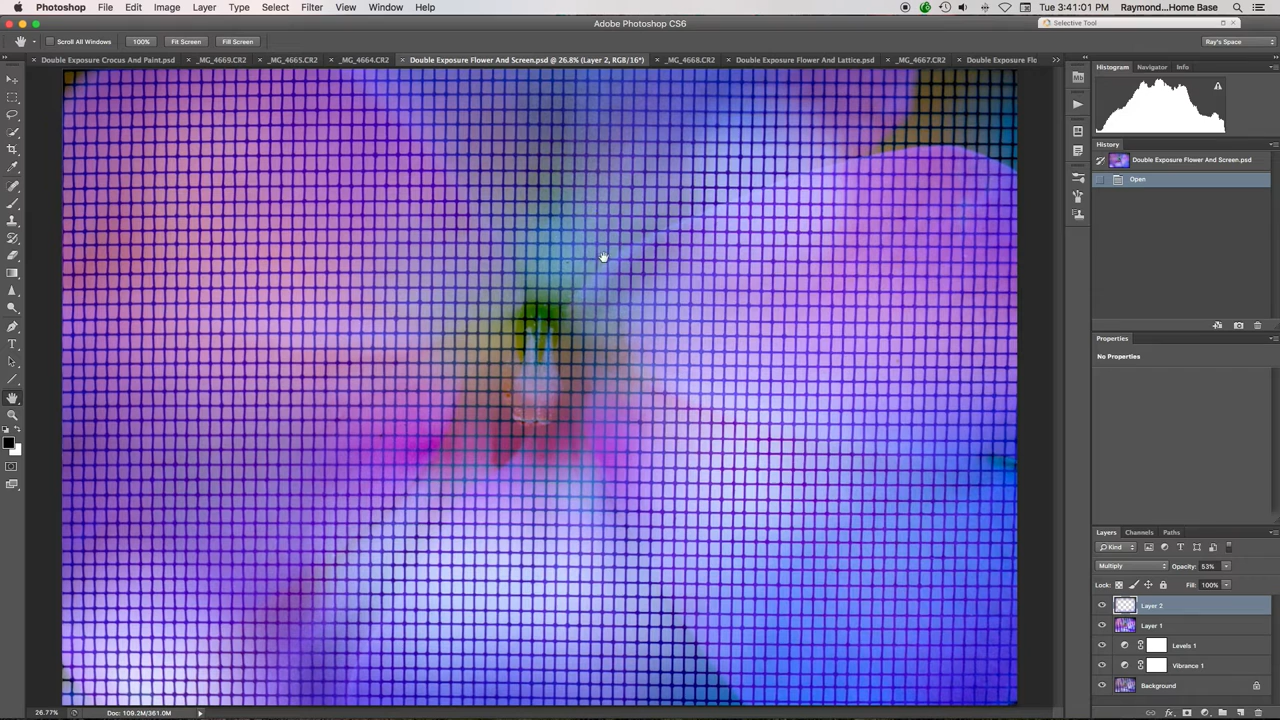 Photoshop File Edit Image Layer Type Select Filter View Window Help
Tue 3:41:01 PM Raymond...Home Base
Adobe Photoshop CS6
Selective Tool
Scroll All Windows 100% Fit Screen Fill Screen
Ray's Space
Double Exposure Crocus And Paint.psd _MG_4669.CR2 _MG_4665.CR2 _MG_4664.CR2 Double Exposure Flower And Screen.psd @ 26.8% (Layer 2, RGB/16*) _MG_4668.CR2 Double Exposure Flower And Lattice.psd _MG_4667.CR2 Double Exposure Flo
Histogram Navigator Info
History
Double Exposure Flower And Screen.psd
Open
Properties
No Properties
Layers Channels Paths
Kind
Multiply Opacity: 53%
Lock: Fill: 100%
Layer 2
Layer 1
Levels 1
Vibrance 1
Background
26.77% Doc: 109.2M/361.0M